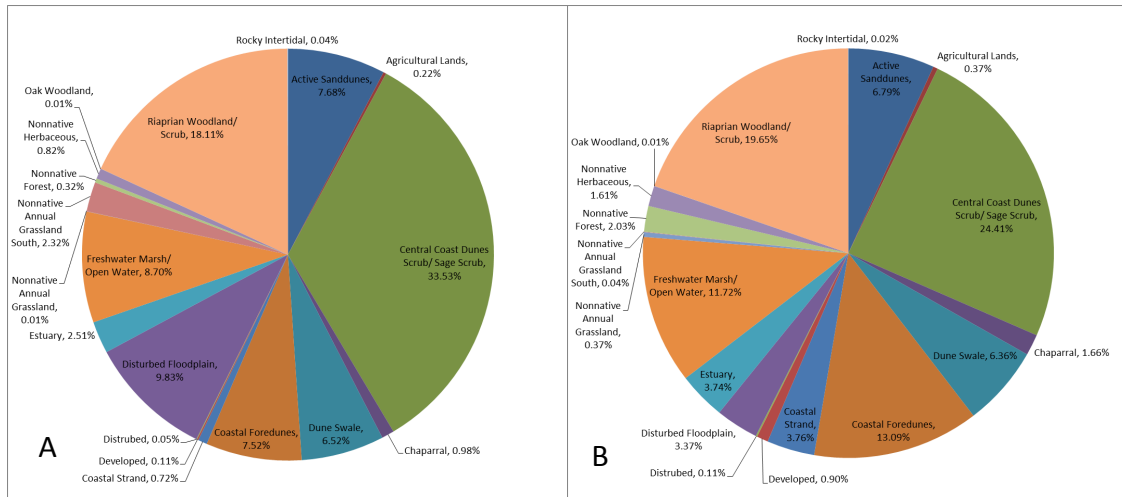 Rocky Intertidal, 0.04%
Active Sanddunes,
7.68%
Agricultural Lands,
0.22%
Central Coast Dunes
Scrub/ Sage Scrub,
33.53%
Chaparral, 0.98%
Dune Swale,
6.52%
Coastal Foredunes,
7.52%
Coastal Strand, 0.72%
Developed, 0.11%
Distrubed, 0.05%
Disturbed Floodplain,
9.83%
Estuary, 2.51%
Freshwater Marsh/
Open Water, 8.70%
Nonnative
Annual
Grassland,
0.01%
Nonnative Annual
Grassland
South, 2.32%
Nonnative
Forest, 0.32%
Nonnative
Herbaceous,
0.82%
Oak Woodland,
0.01%
Riaprian Woodland/
Scrub, 18.11%
A
Rocky Intertidal, 0.02%
Active
Sanddunes,
6.79%
Agricultural Lands,
0.37%
Central Coast Dunes
Scrub/ Sage Scrub,
24.41%
Chaparral, 1.66%
Dune Swale, 6.36%
Coastal Foredunes,
13.09%
Coastal
Strand,
3.76%
Developed, 0.90%
Distrubed, 0.11%
Disturbed Floodplain,
3.37%
Estuary,
3.74%
Freshwater Marsh/
Open Water, 11.72%
Nonnative
Annual
Grassland,
0.37%
Nonnative
Annual
Grassland
South, 0.04%
Nonnative
Forest, 2.03%
Nonnative
Herbaceous,
1.61%
Oak Woodland, 0.01%
Riaprian Woodland/
Scrub, 19.65%
B